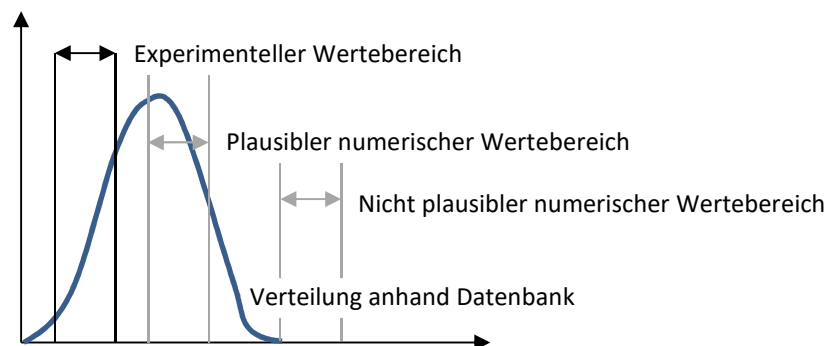 Experimenteller Wertebereich
Plausibler numerischer Wertebereich
Nicht plausibler numerischer Wertebereich
Verteilung anhand Datenbank